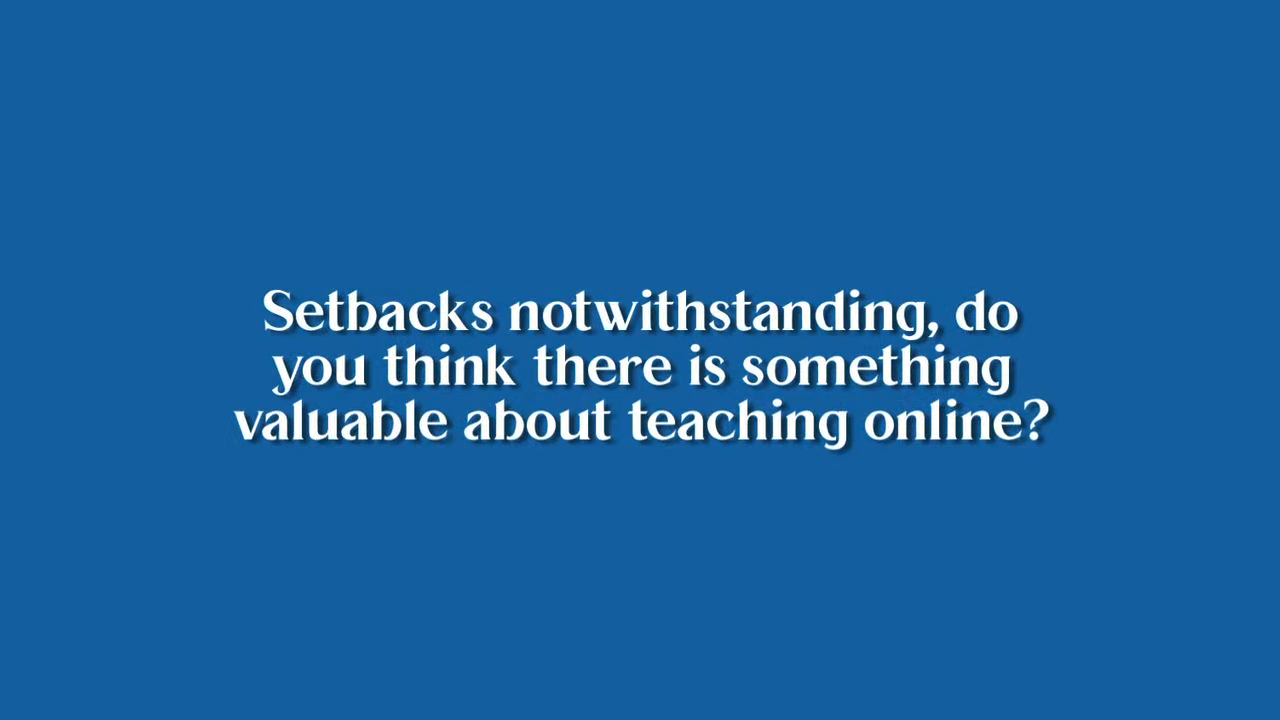 Setbacks notwithstanding, do
you think there is something
valuable about teaching online?